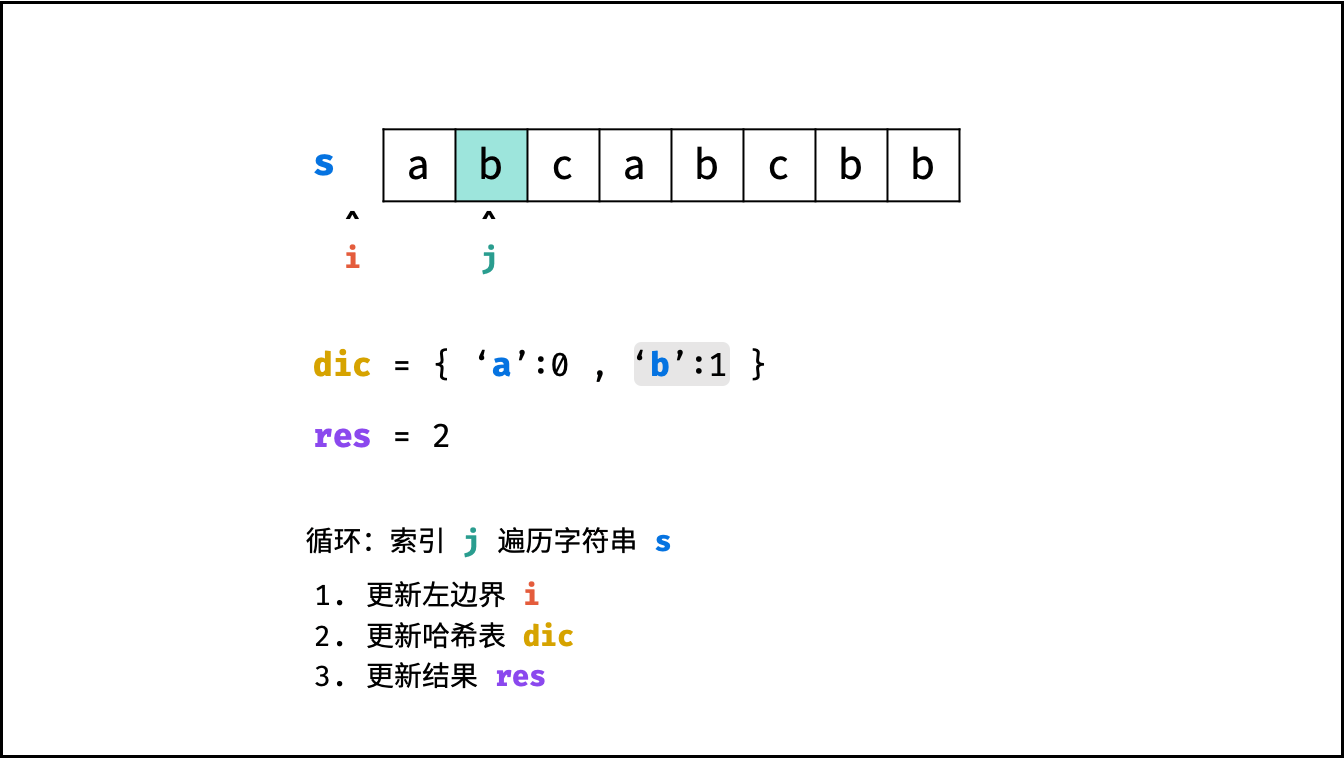 s a b c a b c b b
^ ^
i j
dic = { ‘a’:0 , ‘b’:1 }
res = 2
循环：索引 j 遍历字符串 s
1. 更新左边界 i
2. 更新哈希表 dic
3. 更新结果 res